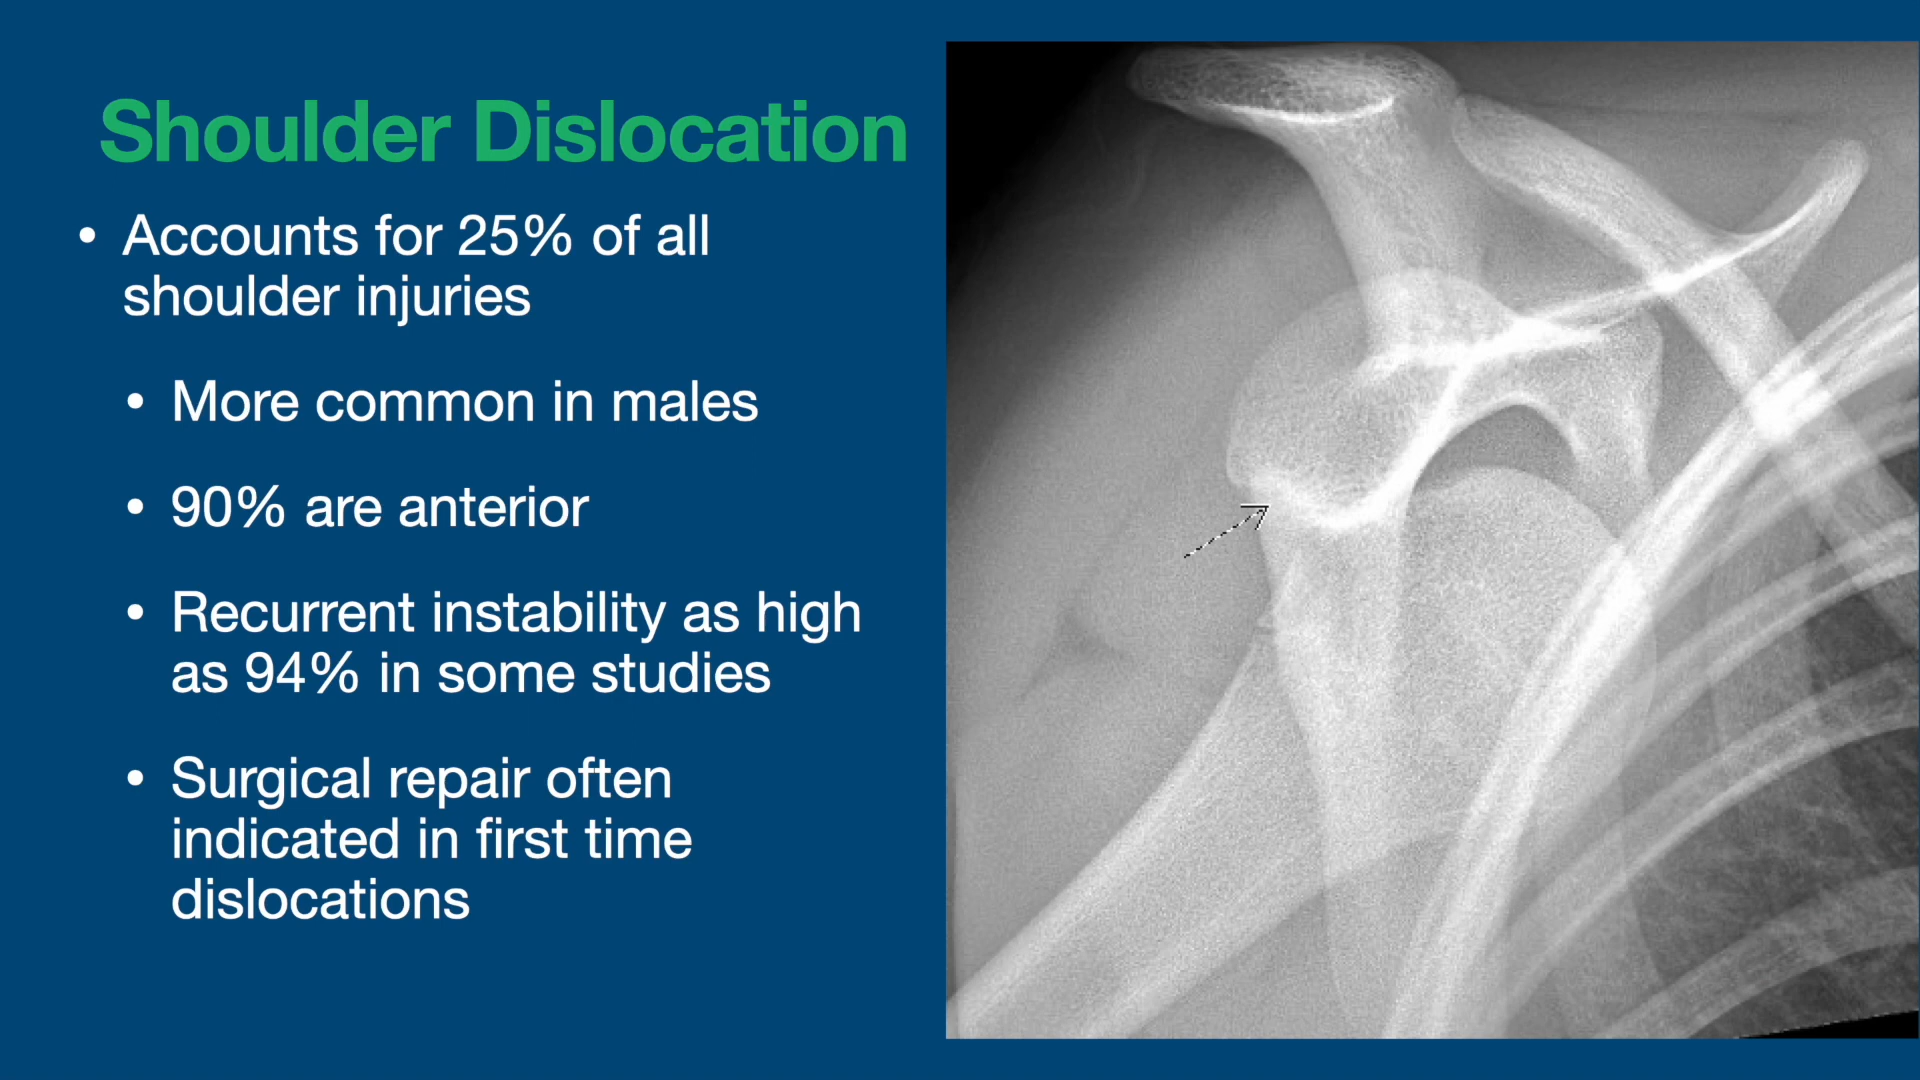 Shoulder Dislocation
• Accounts for 25% of all
shoulder injuries
• More common in males
• 90% are anterior
• Recurrent instability as high
as 94% in some studies
• Surgical repair often
indicated in first time
dislocations